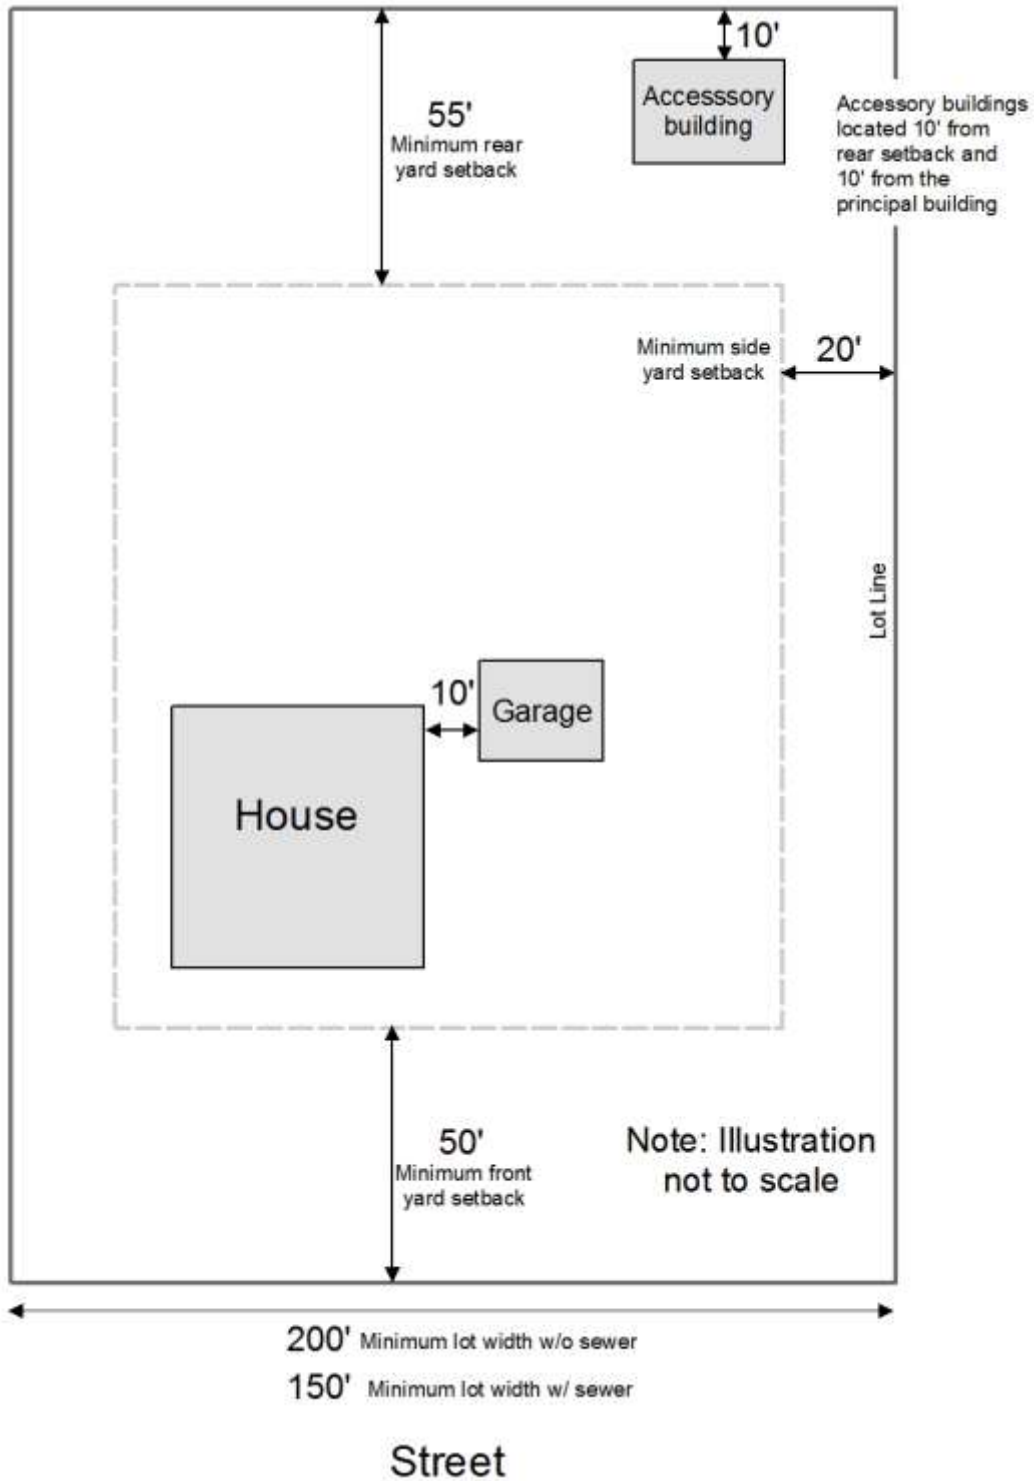 10'
Accesssory
building
55'
Minimum rear
yard setback
Accessory buildings
located 10' from
rear setback and
10' from the
principal building
Minimum side
yard setback
20'
Lot Line
10'
Garage
House
50'
Minimum front
yard setback
Note: Illustration
not to scale
200' Minimum lot width w/o sewer
150' Minimum lot width w/ sewer
Street